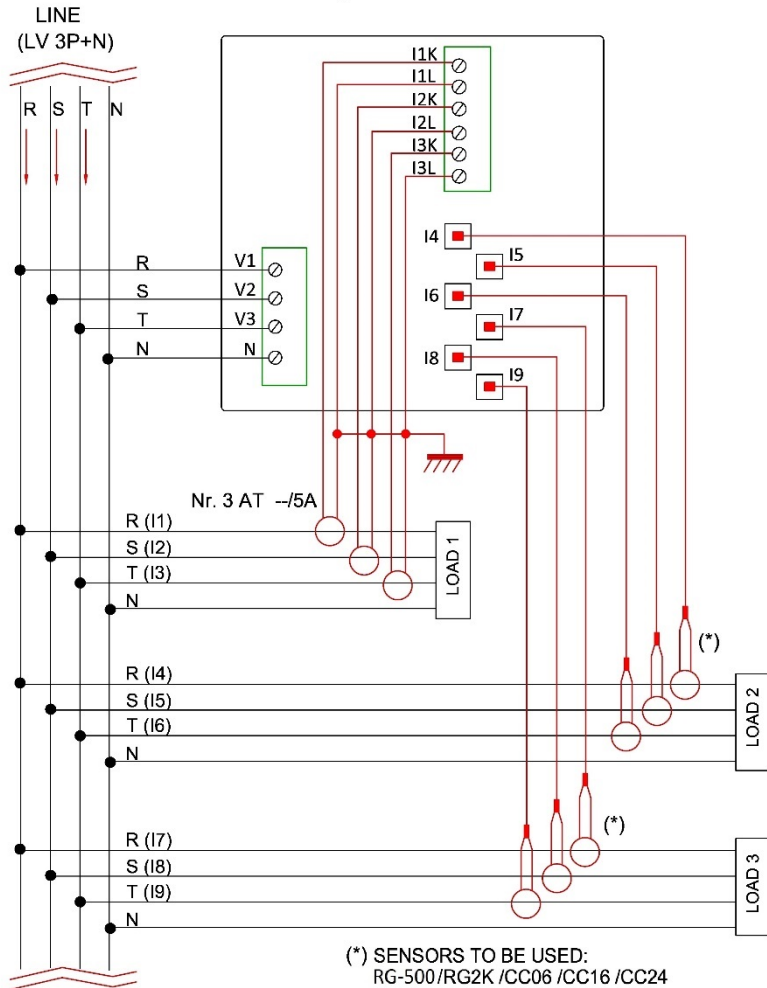 LINE
(LV 3P+N)
R S T N
I1K
I1L
I2K
I2L
I3K
I3L
I4
I5
I6
I7
I8
I9
R V1
S V2
T V3
N N
Nr. 3 AT --/5A
R (I1)
S (I2)
T (I3)
N
LOAD 1
(*)
R (I4)
S (I5)
T (I6)
N
LOAD 2
(*)
R (I7)
S (I8)
T (I9)
N
LOAD 3
(*) SENSORS TO BE USED:
RG-500/RG2K /CC06 /CC16 /CC24